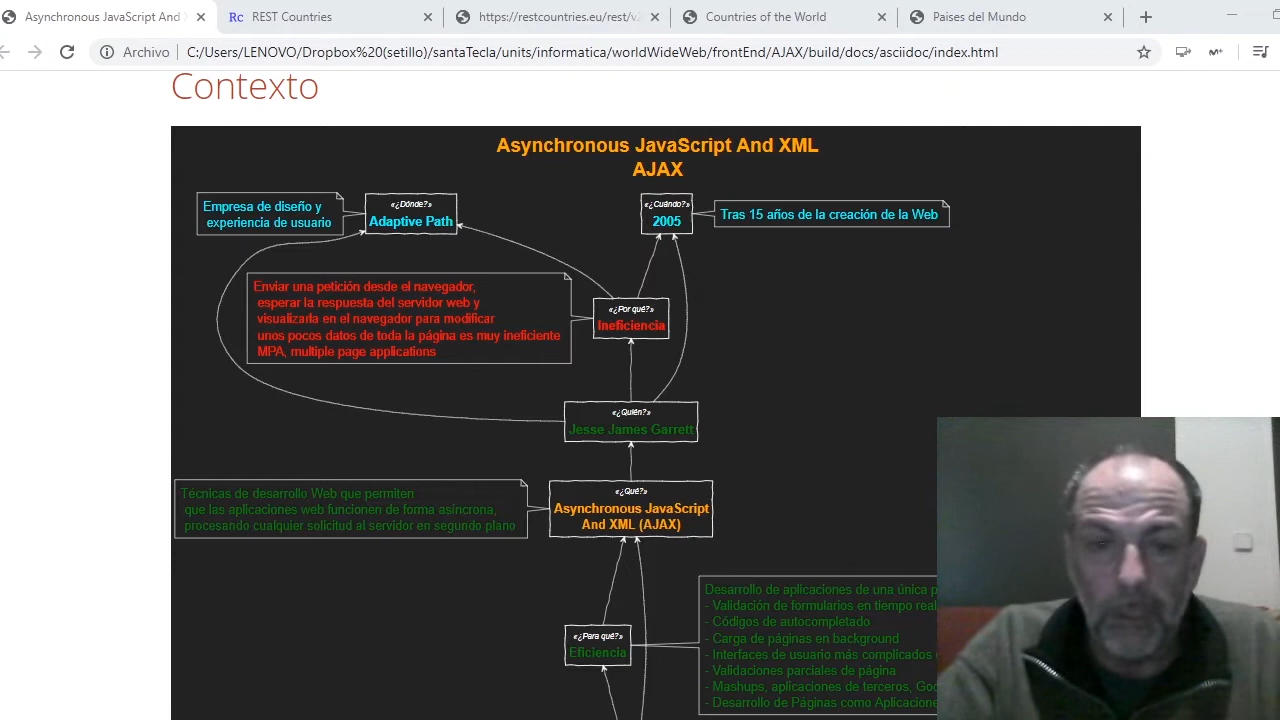 Asynchronous JavaScript And X
REST Countries
https://restcountries.eu/rest/v2
Countries of the World
Paises del Mundo
Archivo
C:/Users/LENOVO/Dropbox%20(setillo)/santaTecla/units/informatica/worldWideWeb/frontEnd/AJAX/build/docs/asciidoc/index.html
Contexto
Asynchronous JavaScript And XML
AJAX
Empresa de diseño y
experiencia de usuario
«¿Dónde?»
Adaptive Path
«¿Cuándo?»
2005
Tras 15 años de la creación de la Web
Enviar una petición desde el navegador,
esperar la respuesta del servidor web y
visualizarla en el navegador para modificar
unos pocos datos de toda la página es muy ineficiente
MPA, multiple page applications
«¿Por qué?»
Ineficiencia
«¿Quién?»
Jesse James Garrett
Técnicas de desarrollo Web que permiten
que las aplicaciones web funcionen de forma asíncrona,
procesando cualquier solicitud al servidor en segundo plano
«¿Qué?»
Asynchronous JavaScript
And XML (AJAX)
«¿Para qué?»
Eficiencia
Desarrollo de aplicaciones de una única p
- Validación de formularios en tiempo real
- Códigos de autocompletado
- Carga de páginas en background
- Interfaces de usuario más complicados
- Validaciones parciales de página
- Mashups, aplicaciones de terceros, Goo
- Desarrollo de Páginas como Aplicacione